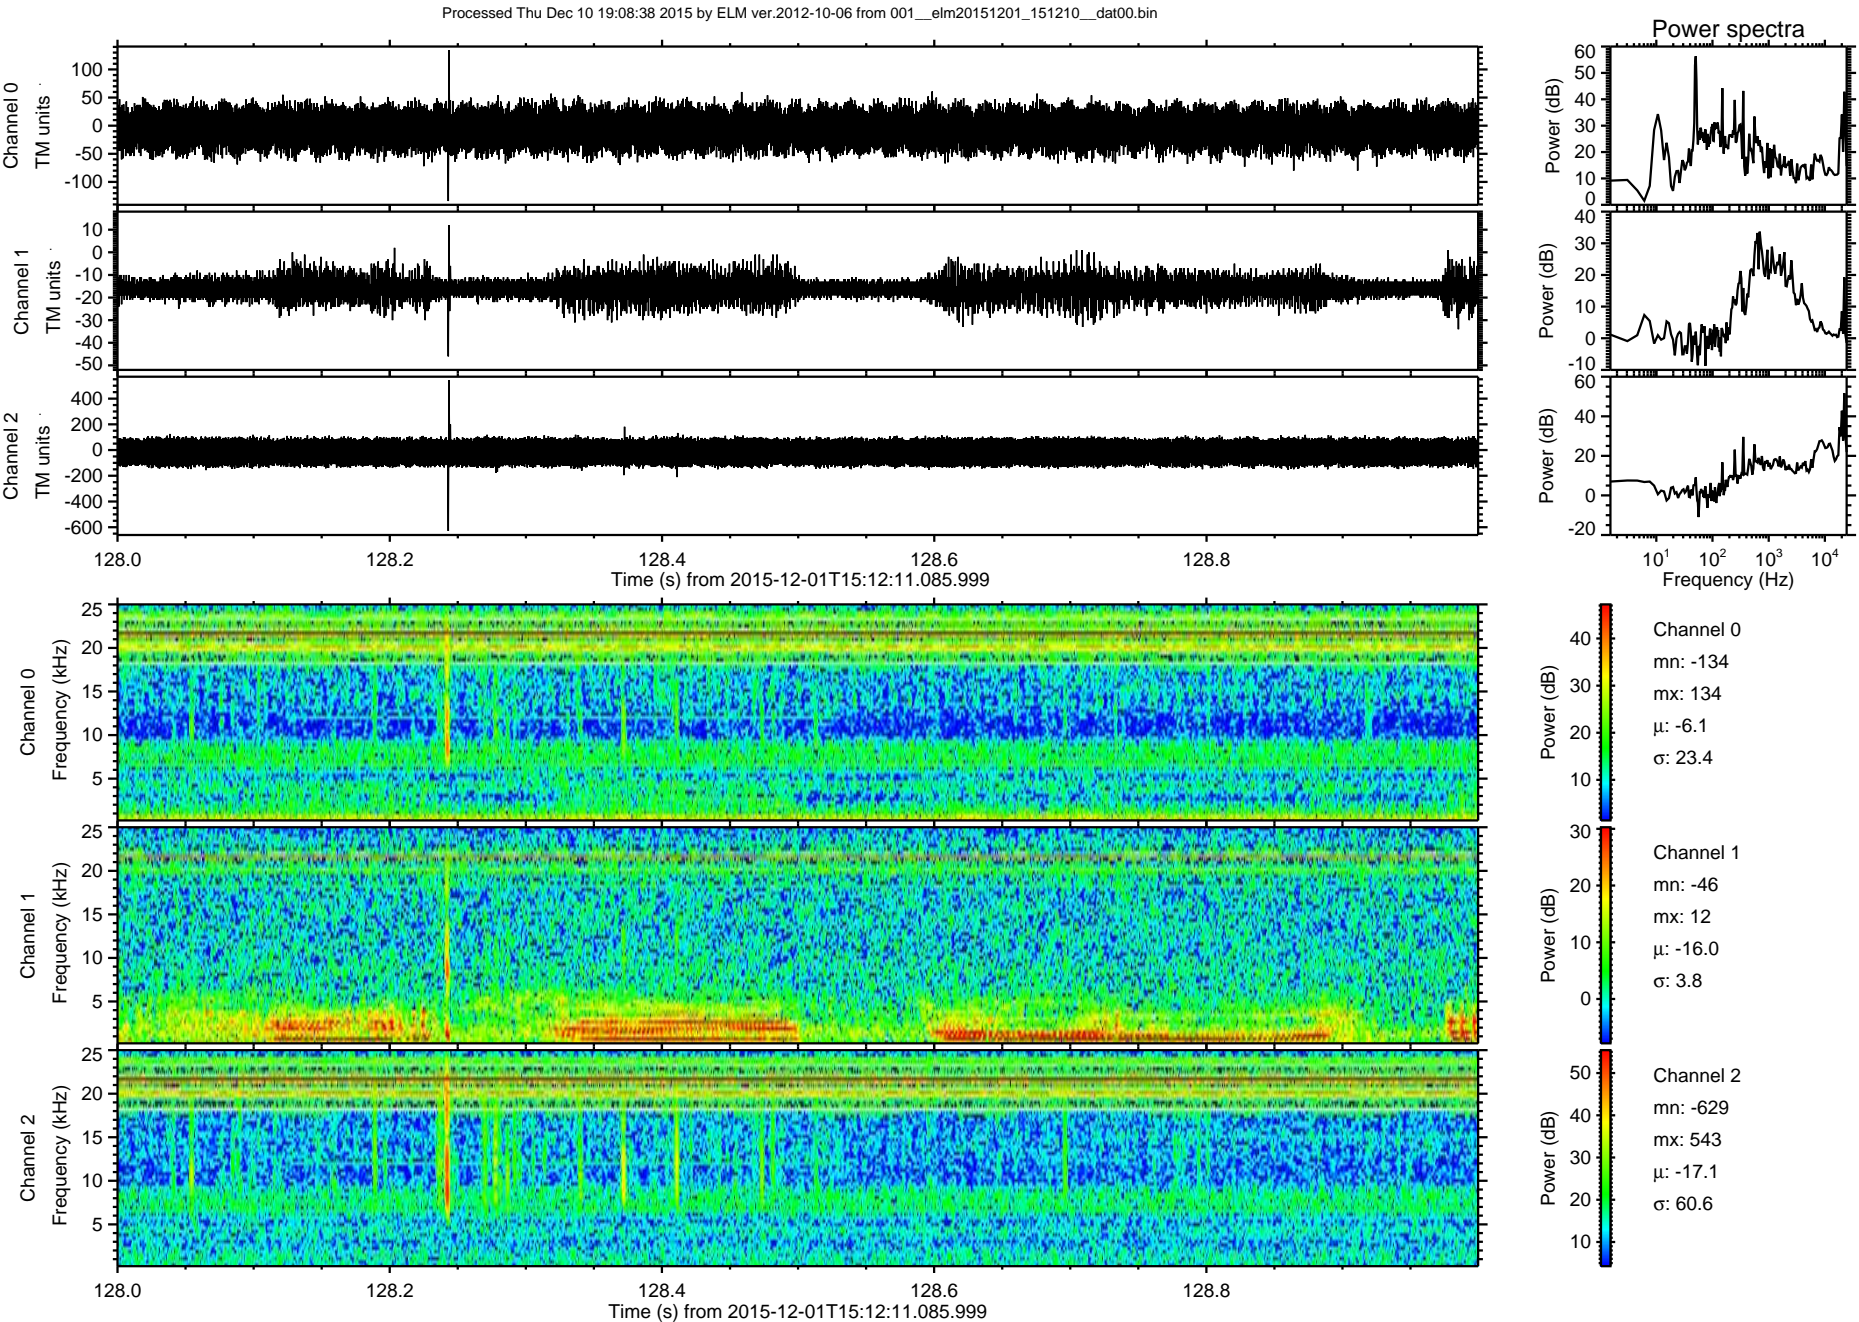 Processed Thu Dec 10 19:08:38 2015 by ELM ver.2012-10-06 from 001__elm20151201_151210__dat00.bin
Power spectra
Channel 0
TM units
100
50
0
-50
-100
Power (dB)
60
50
40
30
20
10
0
Channel 1
TM units
10
0
-10
-20
-30
-40
-50
Power (dB)
40
30
20
10
0
-10
Channel 2
TM units
400
200
0
-200
-400
-600
Power (dB)
60
40
20
0
-20
128.0 128.2 128.4 128.6 128.8
Time (s) from 2015-12-01T15:12:11.085.999
10^1 10^2 10^3 10^4
Frequency (Hz)
Channel 0
Frequency (kHz)
25
20
15
10
5
Power (dB)
40
30
20
10
Channel 0
mn: -134
mx: 134
µ: -6.1
σ: 23.4
Channel 1
Frequency (kHz)
25
20
15
10
5
Power (dB)
30
20
10
0
Channel 1
mn: -46
mx: 12
µ: -16.0
σ: 3.8
Channel 2
Frequency (kHz)
25
20
15
10
5
Power (dB)
50
40
30
20
10
Channel 2
mn: -629
mx: 543
µ: -17.1
σ: 60.6
128.0 128.2 128.4 128.6 128.8
Time (s) from 2015-12-01T15:12:11.085.999